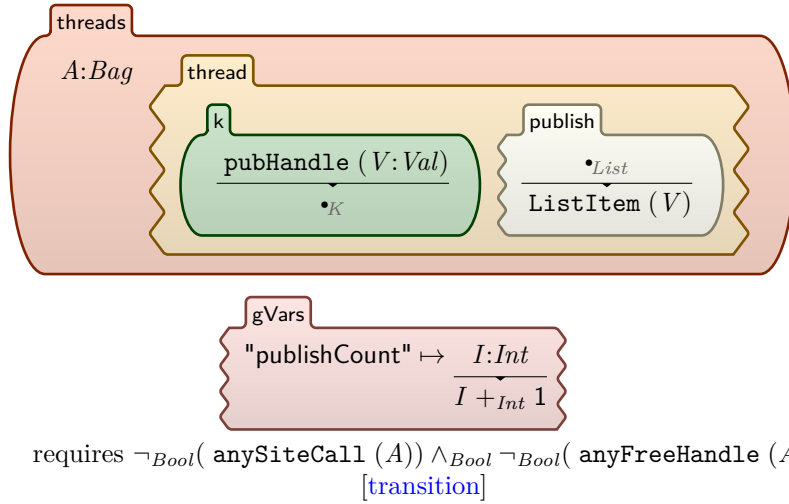 threads
A:Bag
thread
k
publish
pubHandle ( V:Val)
•K
•List
ListItem ( V )
gVars
"publishCount" ↦ I:Int
I +Int 1
requires ¬Bool( anySiteCall ( A)) ∧Bool ¬Bool( anyFreeHandle (
[transition]